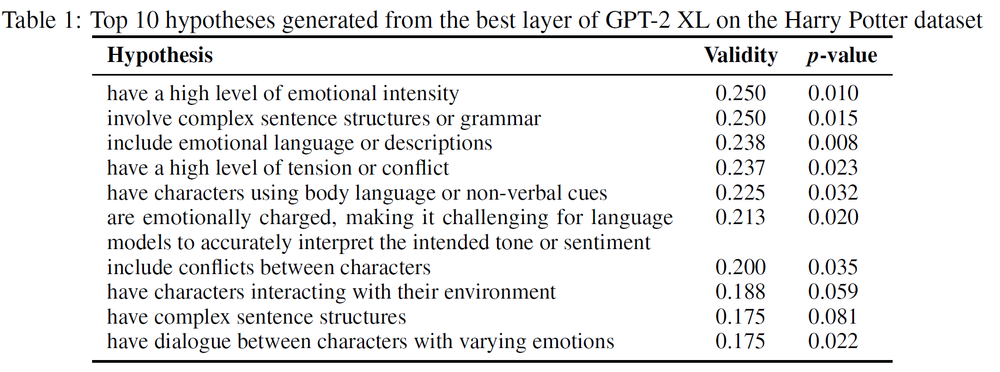 Table 1: Top 10 hypotheses generated from the best layer of GPT-2 XL on the Harry Potter dataset
Hypothesis Validity p-value
have a high level of emotional intensity 0.250 0.010
involve complex sentence structures or grammar 0.250 0.015
include emotional language or descriptions 0.238 0.008
have a high level of tension or conflict 0.237 0.023
have characters using body language or non-verbal cues 0.225 0.032
are emotionally charged, making it challenging for language 0.213 0.020
models to accurately interpret the intended tone or sentiment
include conflicts between characters 0.200 0.035
have characters interacting with their environment 0.188 0.059
have complex sentence structures 0.175 0.081
have dialogue between characters with varying emotions 0.175 0.022